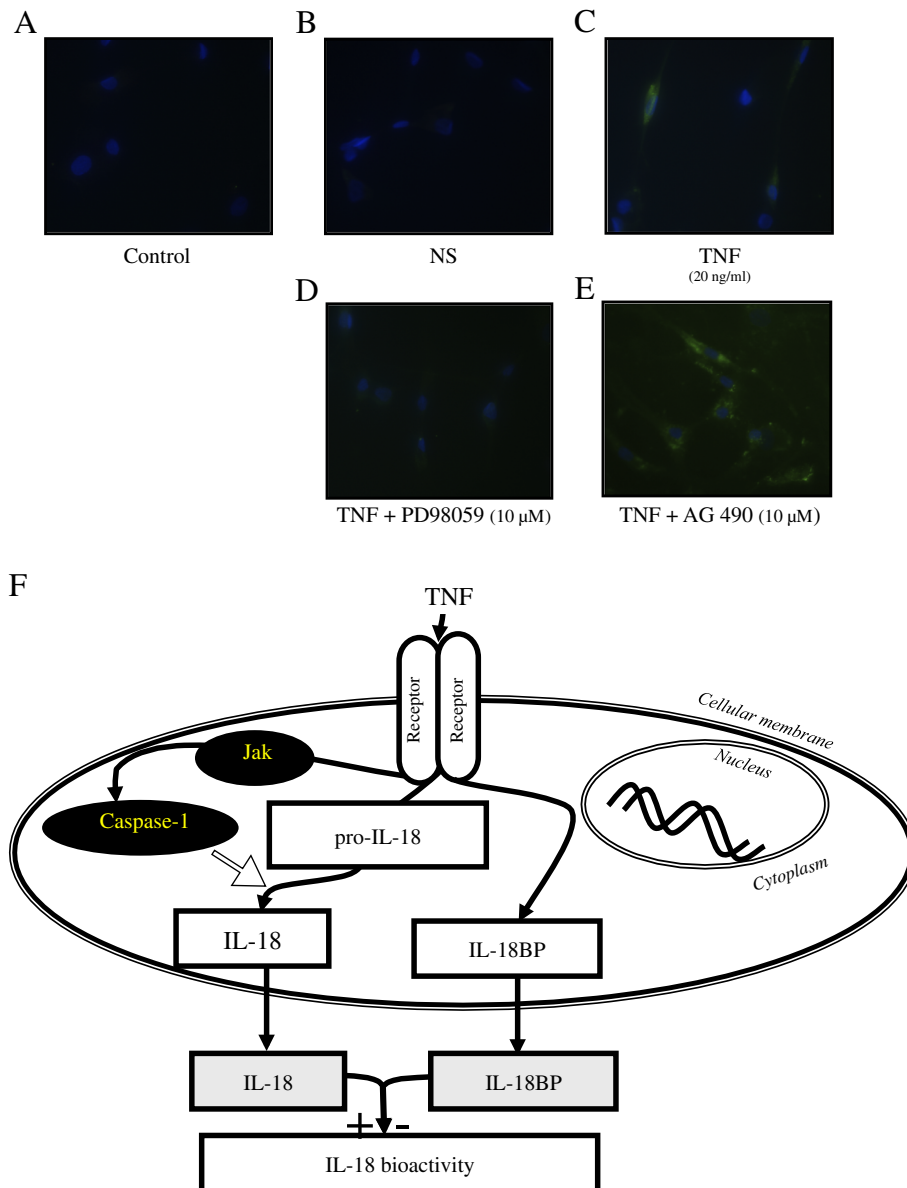 A
B
C
Control
NS
TNF
(20 ng/ml)
D
E
TNF + PD98059 (10 µM)
TNF + AG 490 (10 µM)
F
TNF
Receptor
Receptor
Cellular membrane
Nucleus
Jak
Caspase-1
pro-IL-18
Cytoplasm
IL-18
IL-18BP
IL-18
IL-18BP
+ -
IL-18 bioactivity